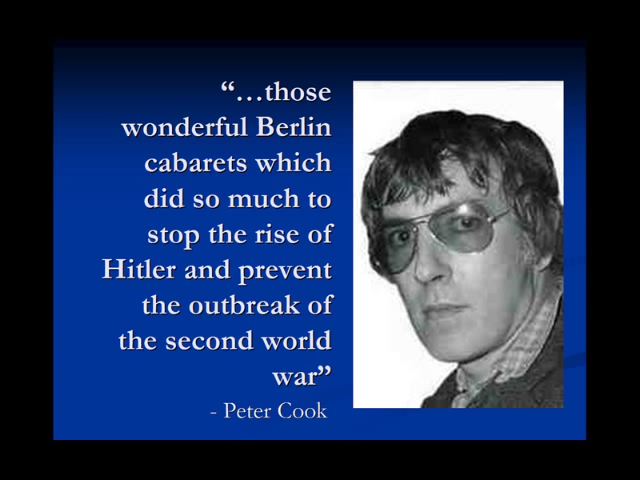 “…those
wonderful Berlin
cabarets which
did so much to
stop the rise of
Hitler and prevent
the outbreak of
the second world
war”
- Peter Cook